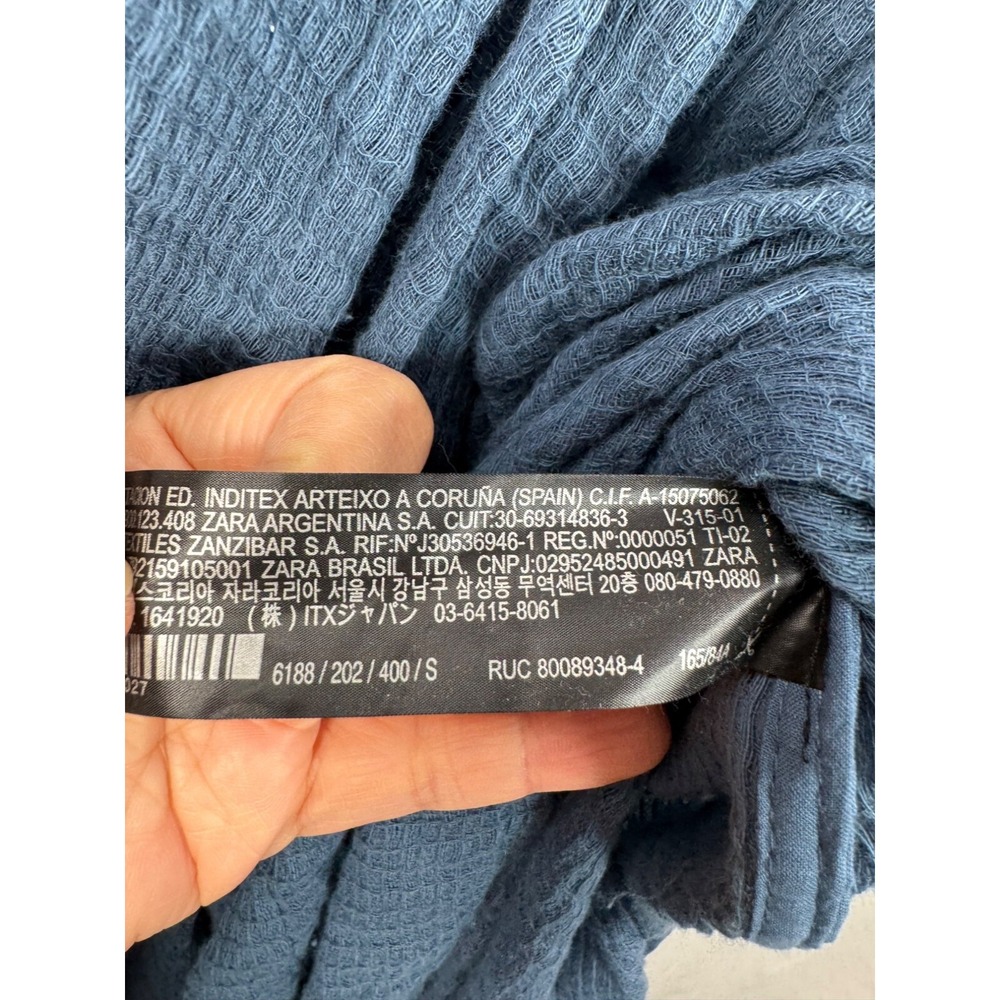 ED. INDITEX ARTEIXO A CORUÑA (SPAIN) C.I.F. A-15075062
123.408 ZARA ARGENTINA S.A. CUIT:30-69314836-3 V-315-01
ZANZIBAR S.A. RIF:NºJ30536946-1 REG.Nº:0000051 TI-02
2159105001 ZARA BRASIL LTDA. CNPJ:02952485000491 ZARA
스코리아 자라코리아 서울시 강남구 삼성동 무역센터 20층 080-479-0880
1641920 (株) ITXジャパン 03-6415-8061
6188 / 202 / 400 / S RUC 80089348-4 165/84A
027